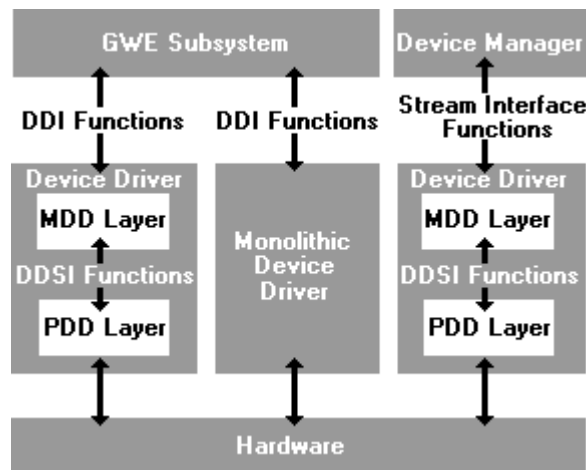 GWE Subsystem
Device Manager
DDI Functions
DDI Functions
Stream Interface
Functions
Device Driver
MDD Layer
DDSI Functions
PDD Layer
Monolithic
Device
Driver
Device Driver
MDD Layer
DDSI Functions
PDD Layer
Hardware